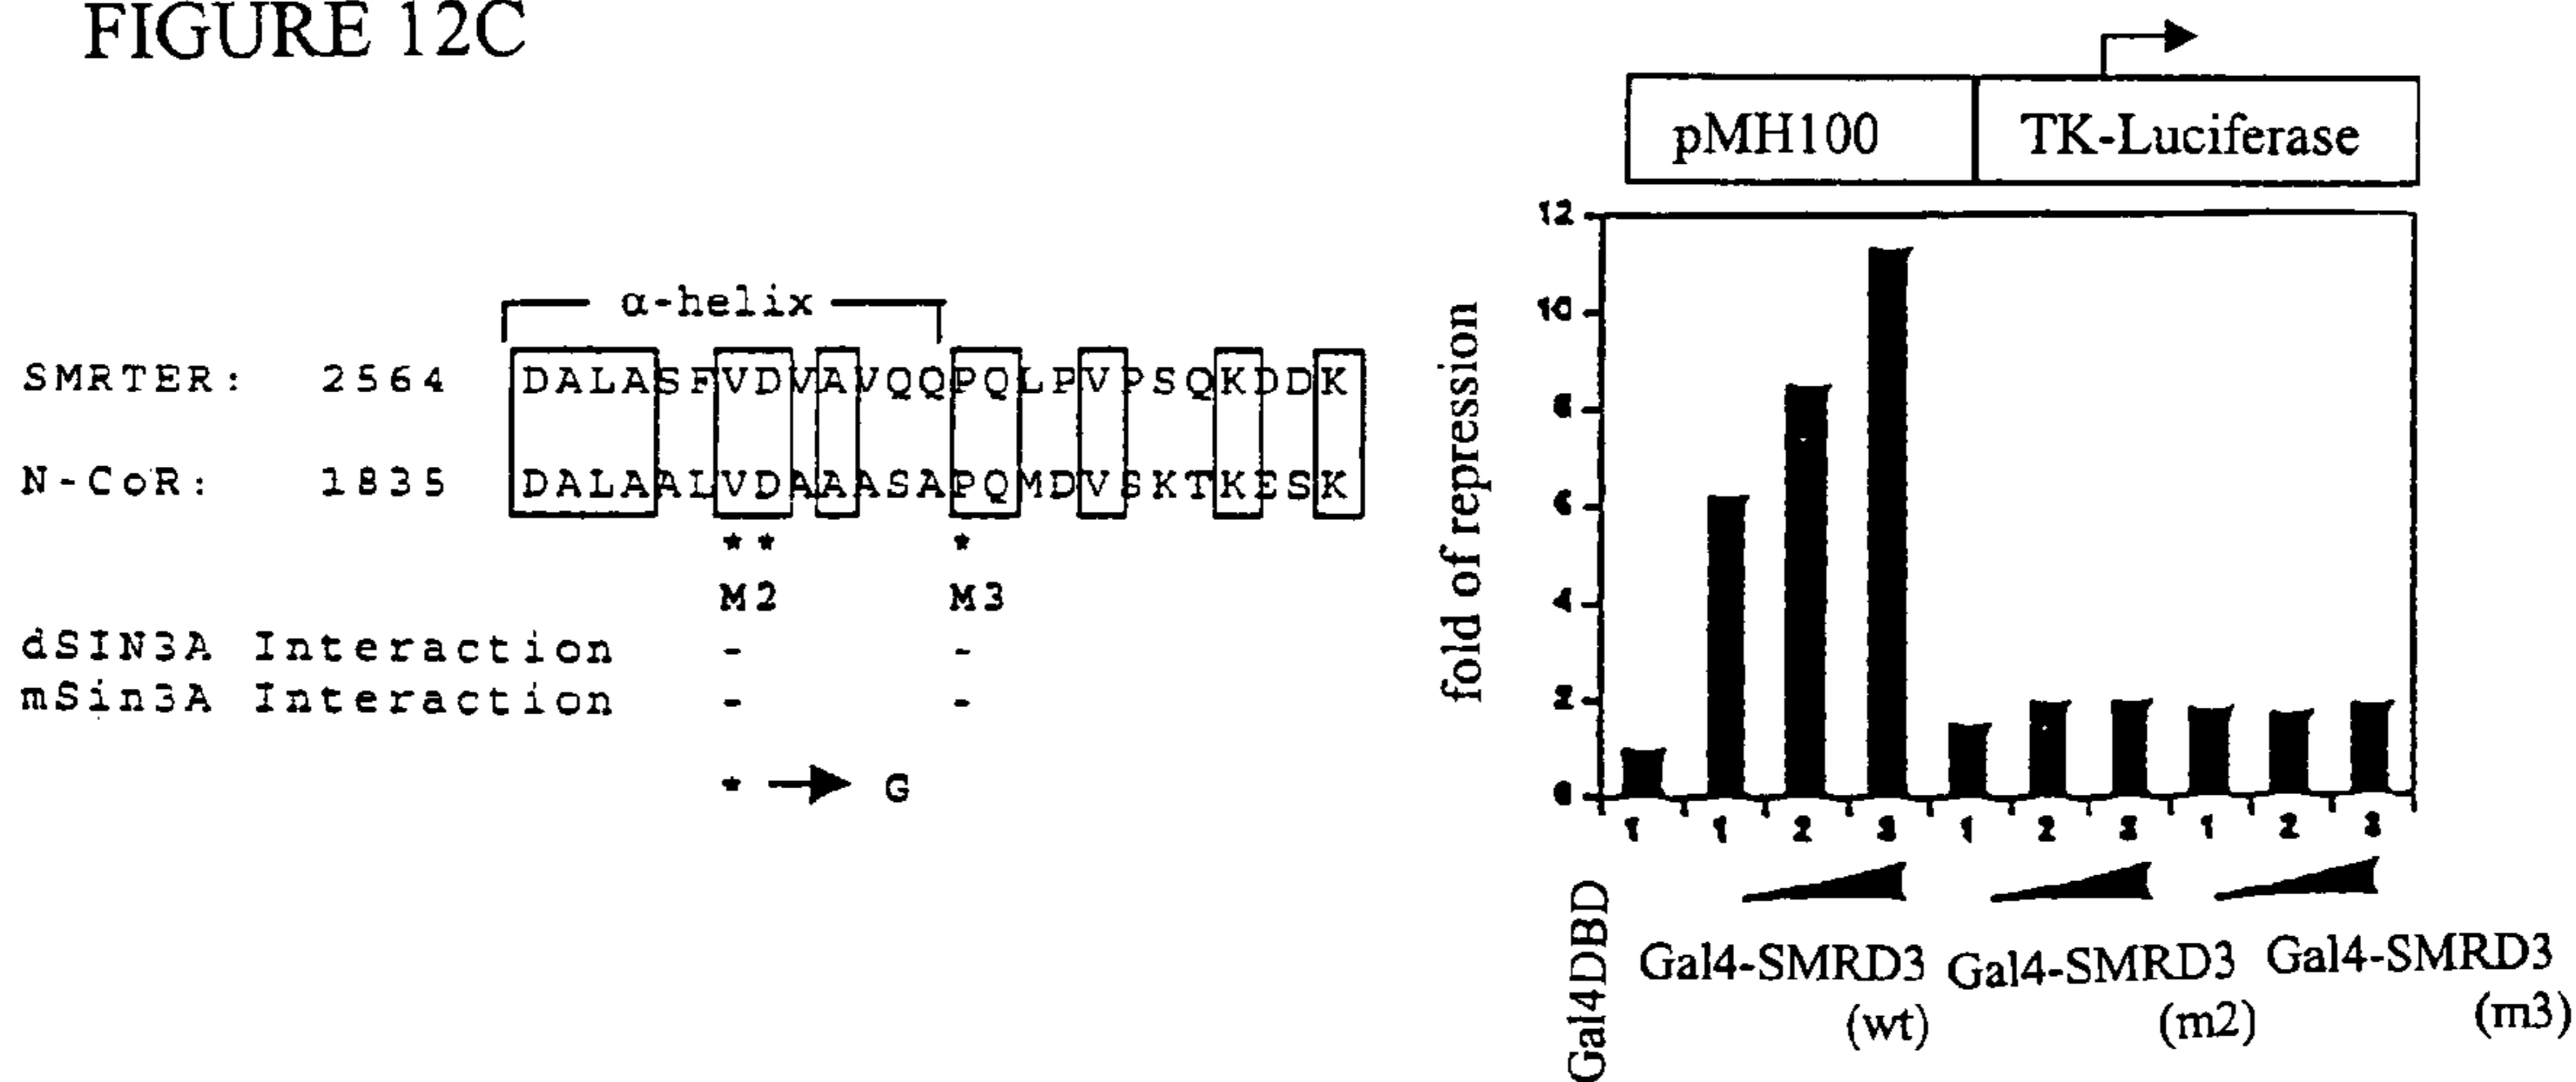 FIGURE 12C
α-helix
SMRTER: 2564 DALASFVDVAVQQPQLPVPSQKDDK
N-CoR: 1835 DALAALVDAAASAPQMDVSKTKESK
* * *
M2 M3
dSIN3A Interaction - -
mSin3A Interaction - -
* → G
pMH100 TK-Luciferase
fold of repression
12
10
8
6
4
2
0
1 1 2 3 1 2 3 1 2 3
Gal4DBD
Gal4-SMRD3 (wt)
Gal4-SMRD3 (m2)
Gal4-SMRD3 (m3)